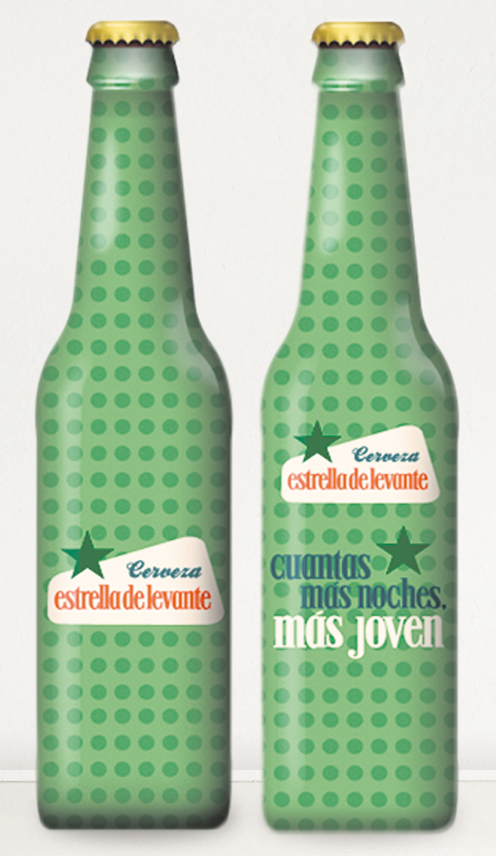 Cerveza
estrella de levante
Cerveza
estrella de levante
cuantas
más noches,
más joven